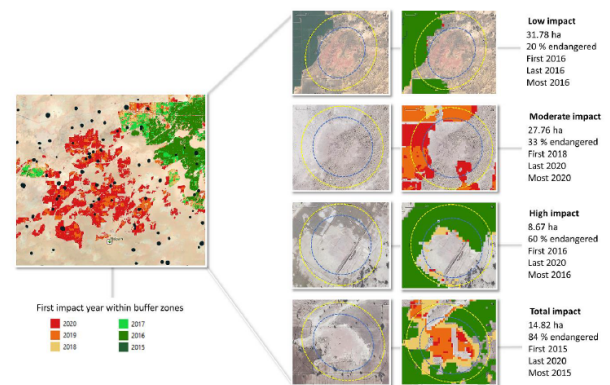 Low impact
31.78 ha
20 % endangered
First 2016
Last 2016
Most 2016
Moderate impact
27.76 ha
33 % endangered
First 2018
Last 2020
Most 2020
High impact
8.67 ha
60 % endangered
First 2016
Last 2020
Most 2016
Total impact
14.82 ha
84 % endangered
First 2015
Last 2020
Most 2015
First impact year within buffer zones
2020
2017
2019
2016
2018
2015